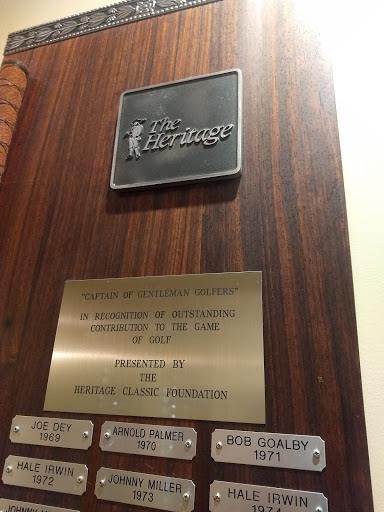 The
Heritage
"CAPTAIN OF GENTLEMAN GOLFERS"
IN RECOGNITION OF OUTSTANDING
CONTRIBUTION TO THE GAME
OF GOLF
PRESENTED BY
THE
HERITAGE CLASSIC FOUNDATION
JOE DEY
1969
ARNOLD PALMER
1970
BOB GOALBY
1971
HALE IRWIN
1972
JOHNNY MILLER
1973
HALE IRWIN
1974
JOHNNY